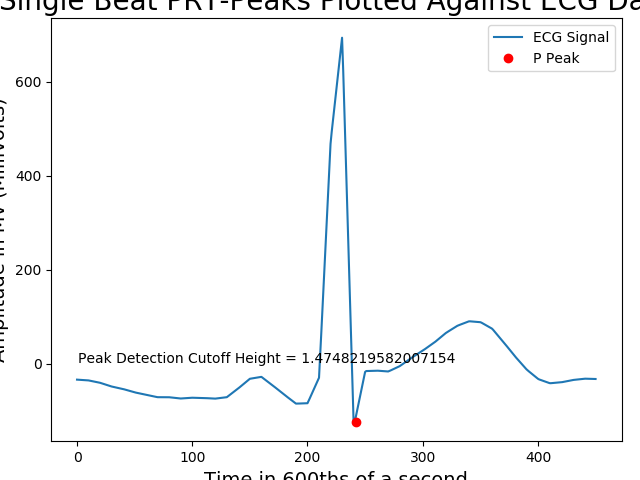 Single Beat PRT-Peaks Plotted Against ECG Da
ECG Signal
P Peak
600
400
200
0
Amplitude in MV (Millivolts)
Peak Detection Cutoff Height = 1.4748219582007154
0 100 200 300 400
Time in 600ths of a second